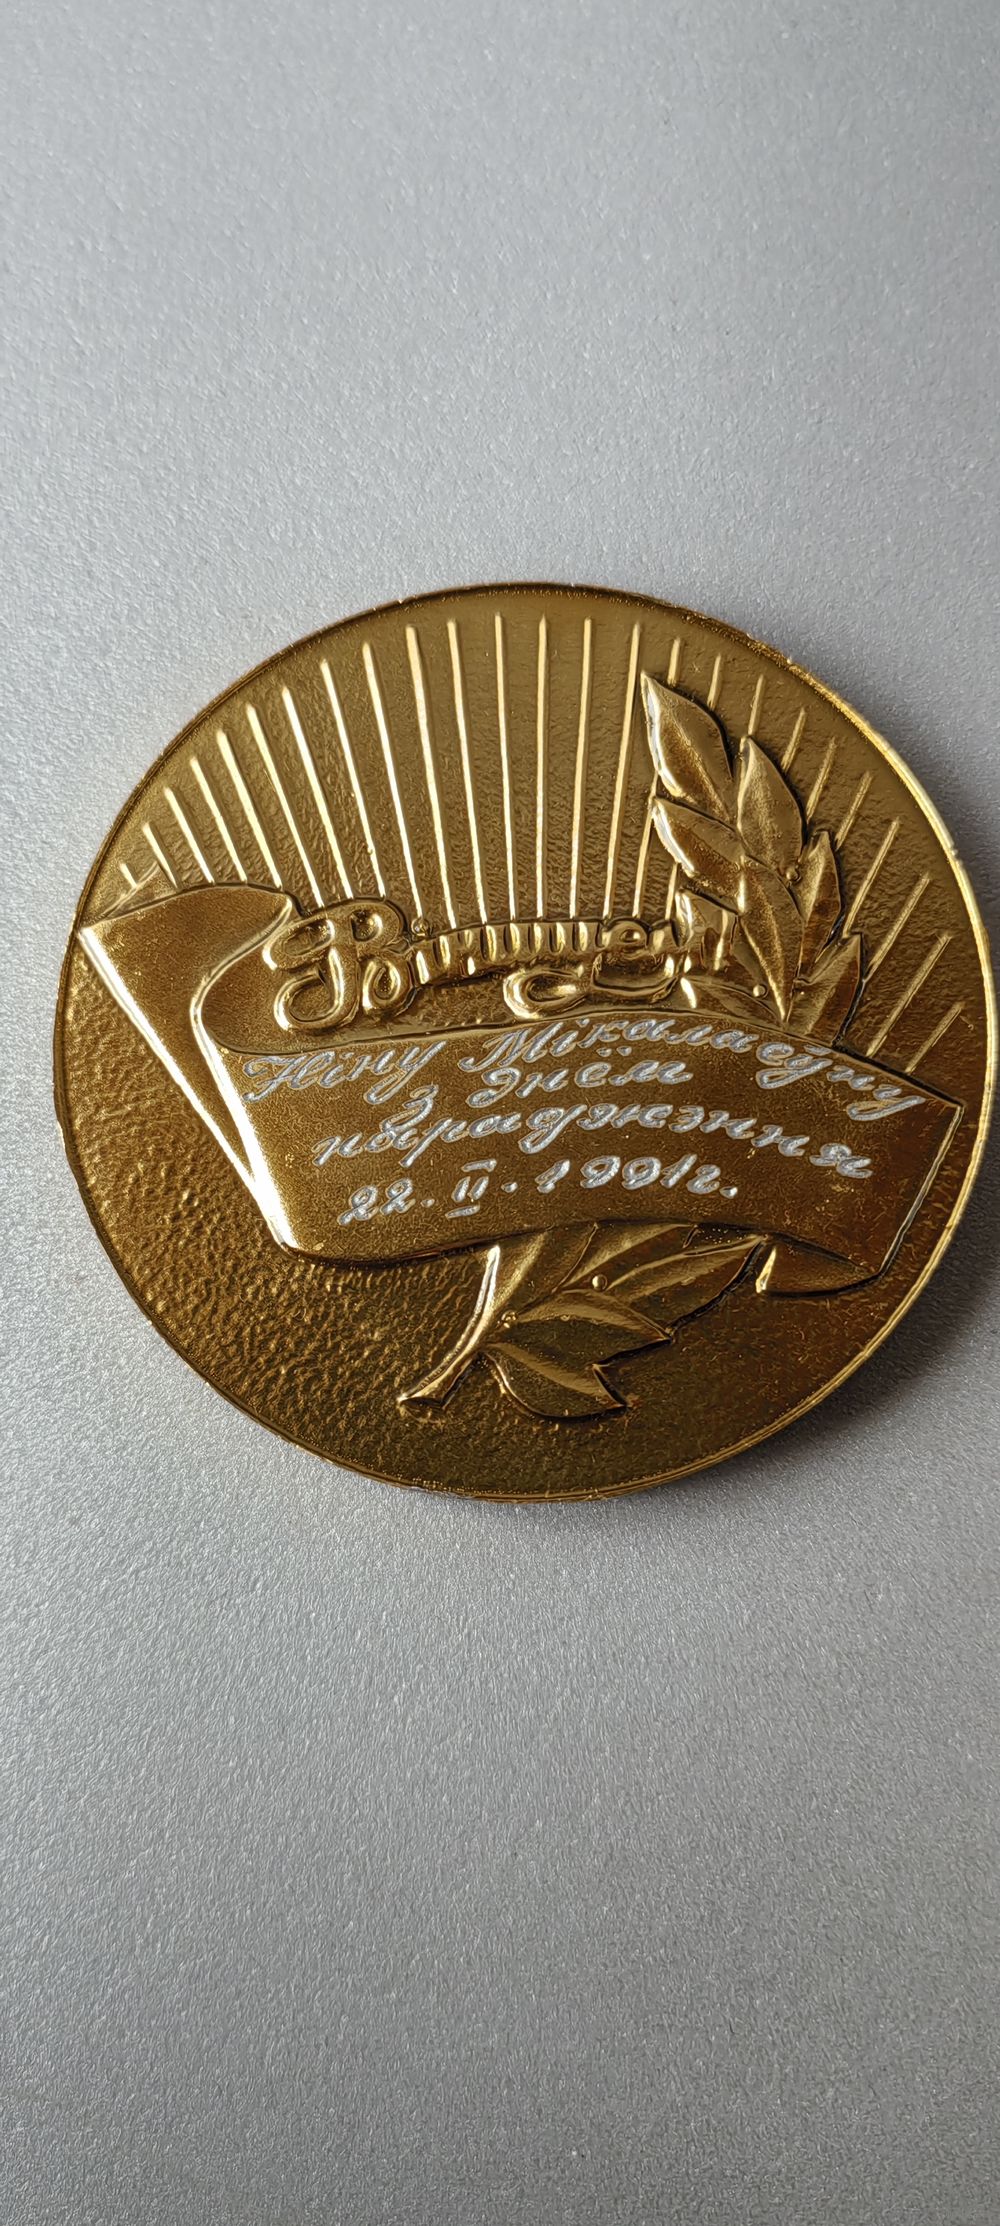 Віншуем
Ніну Мікалаеўну
з днём
нараджэння
22. II. 1991г.